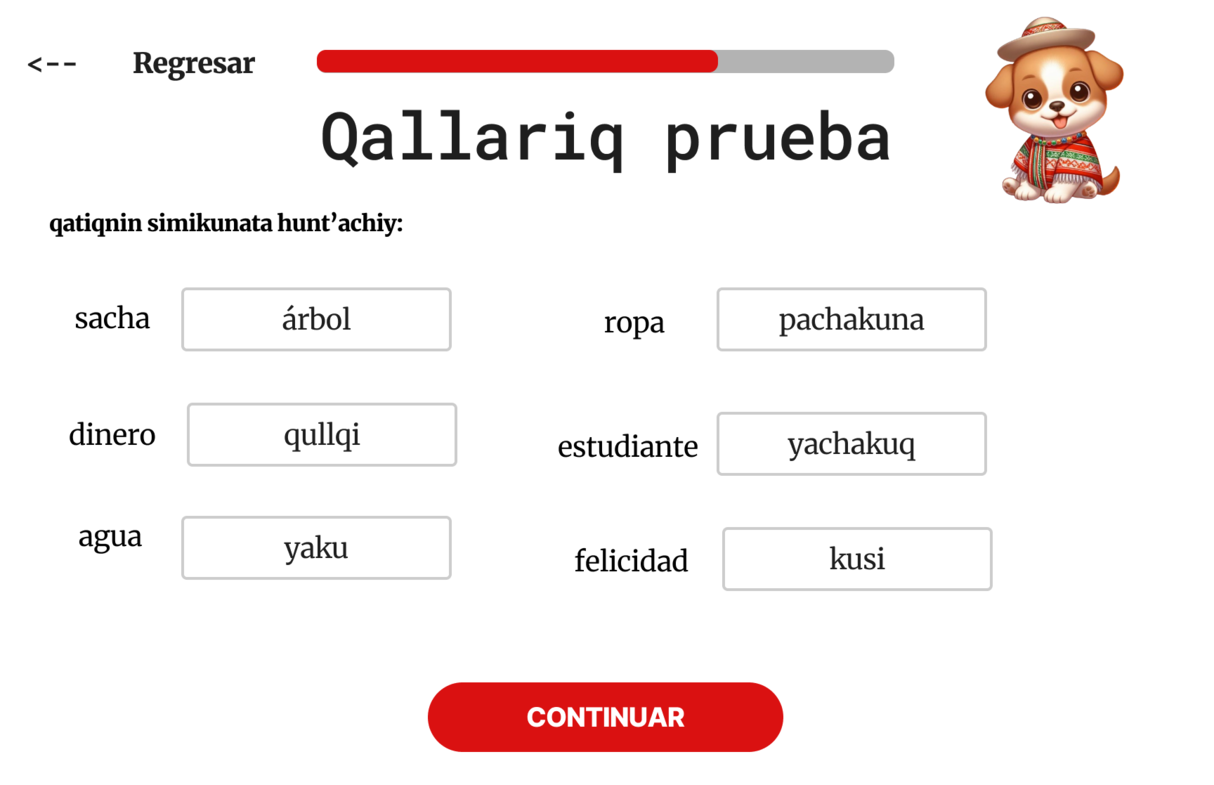 <-- Regresar
Qallariq prueba
qatiqnin simikunata hunt’achiy:
sacha árbol
ropa pachakuna
dinero qullqi
estudiante yachakuq
agua yaku
felicidad kusi
CONTINUAR